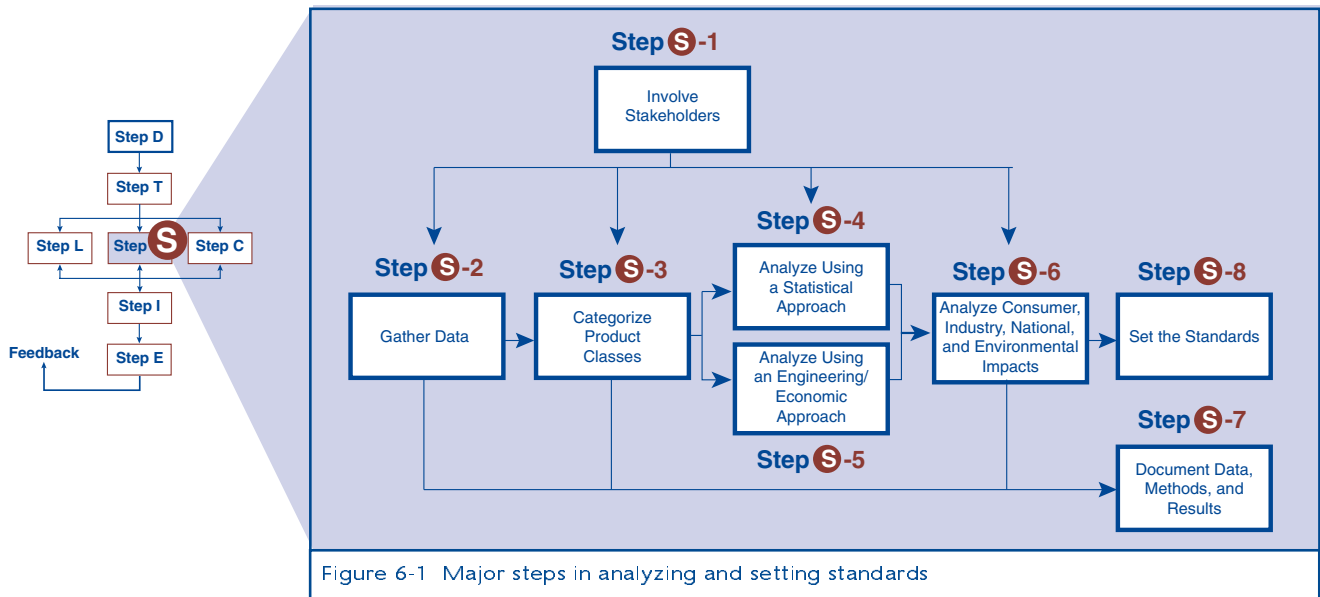 Step D
Step T
Step L
Step S
Step C
Step I
Step E
Feedback
Step S-1
Involve
Stakeholders
Step S-2
Gather Data
Step S-3
Categorize
Product
Classes
Step S-4
Analyze Using
a Statistical
Approach
Analyze Using
an Engineering/
Economic
Approach
Step S-5
Step S-6
Analyze Consumer,
Industry, National,
and Environmental
Impacts
Step S-8
Set the Standards
Step S-7
Document Data,
Methods, and
Results
Figure 6-1 Major steps in analyzing and setting standards